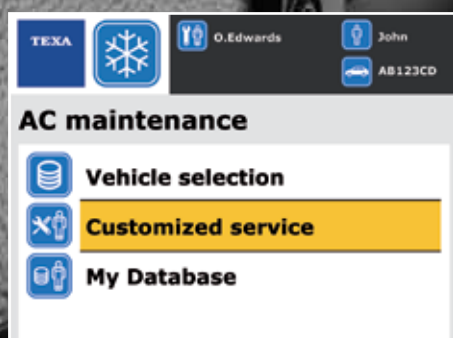 TEXA
O.Edwards
John
AB123CD
AC maintenance
Vehicle selection
Customized service
My Database